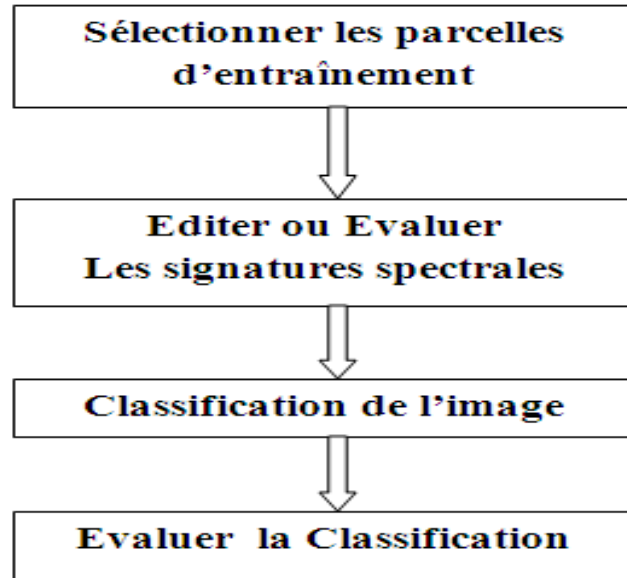 Sélectionner les parcelles
d’entraînement
Editer ou Evaluer
Les signatures spectrales
Classification de l’image
Evaluer la Classification